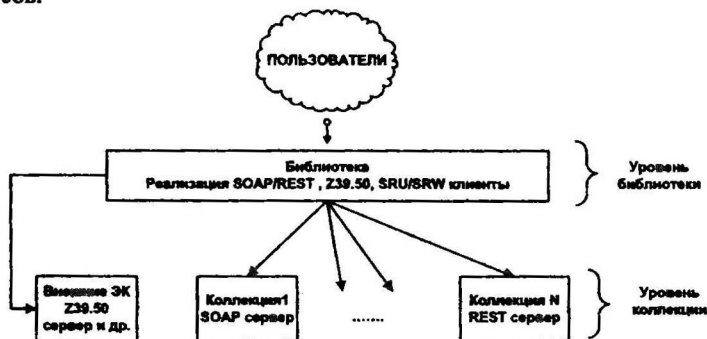 ПОЛЬЗОВАТЕЛИ
Библиотека
Реализация SOAP/REST , Z39.50, SRU/SRW клиенты
Уровень
библиотеки
Внешние ЭК
Z39.50
сервер и др.
Коллекция1
SOAP сервер
.......
Коллекция N
REST сервер
Уровень
коллекции